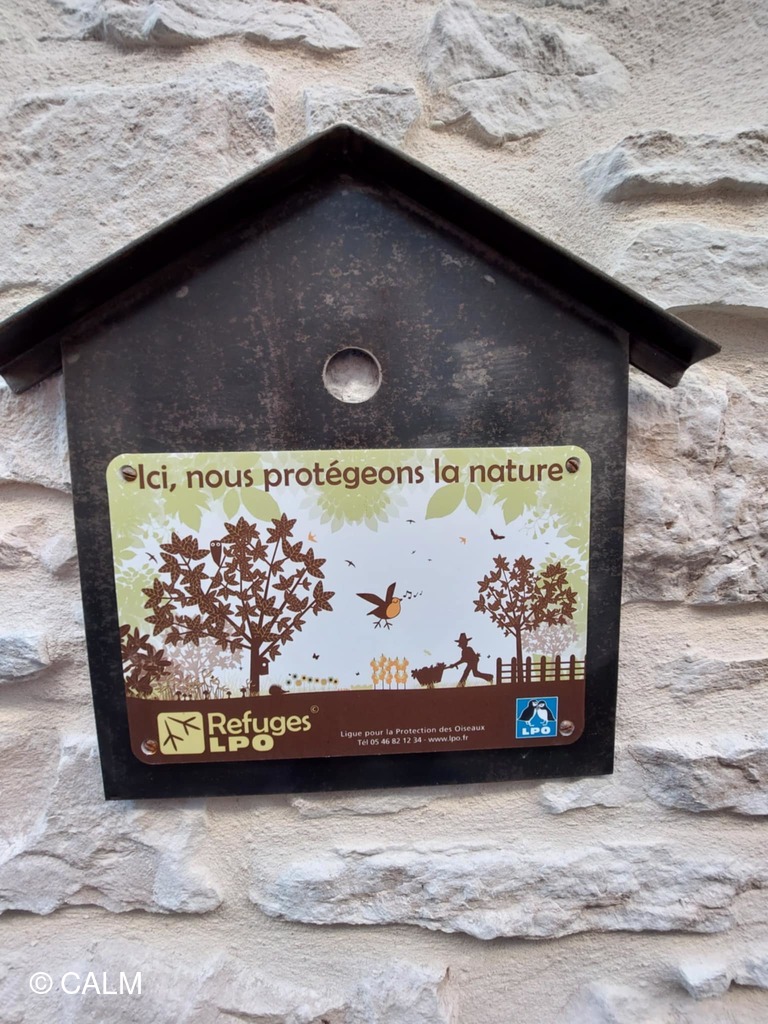 Ici, nous protégeons la nature
Refuges©
LPO
Ligue pour la Protection des Oiseaux
Tél 05 46 82 12 34 - www.lpo.fr
LPO
© CALM